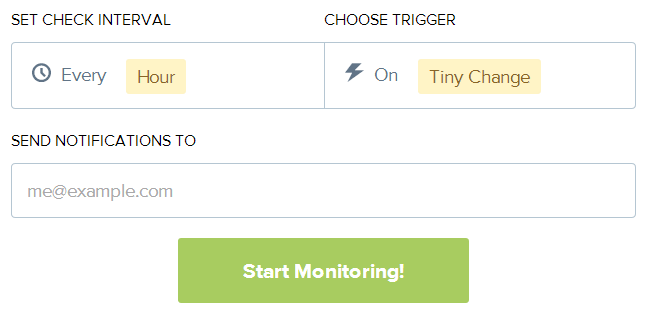 SET CHECK INTERVAL
CHOOSE TRIGGER
Every Hour
On Tiny Change
SEND NOTIFICATIONS TO
me@example.com
Start Monitoring!